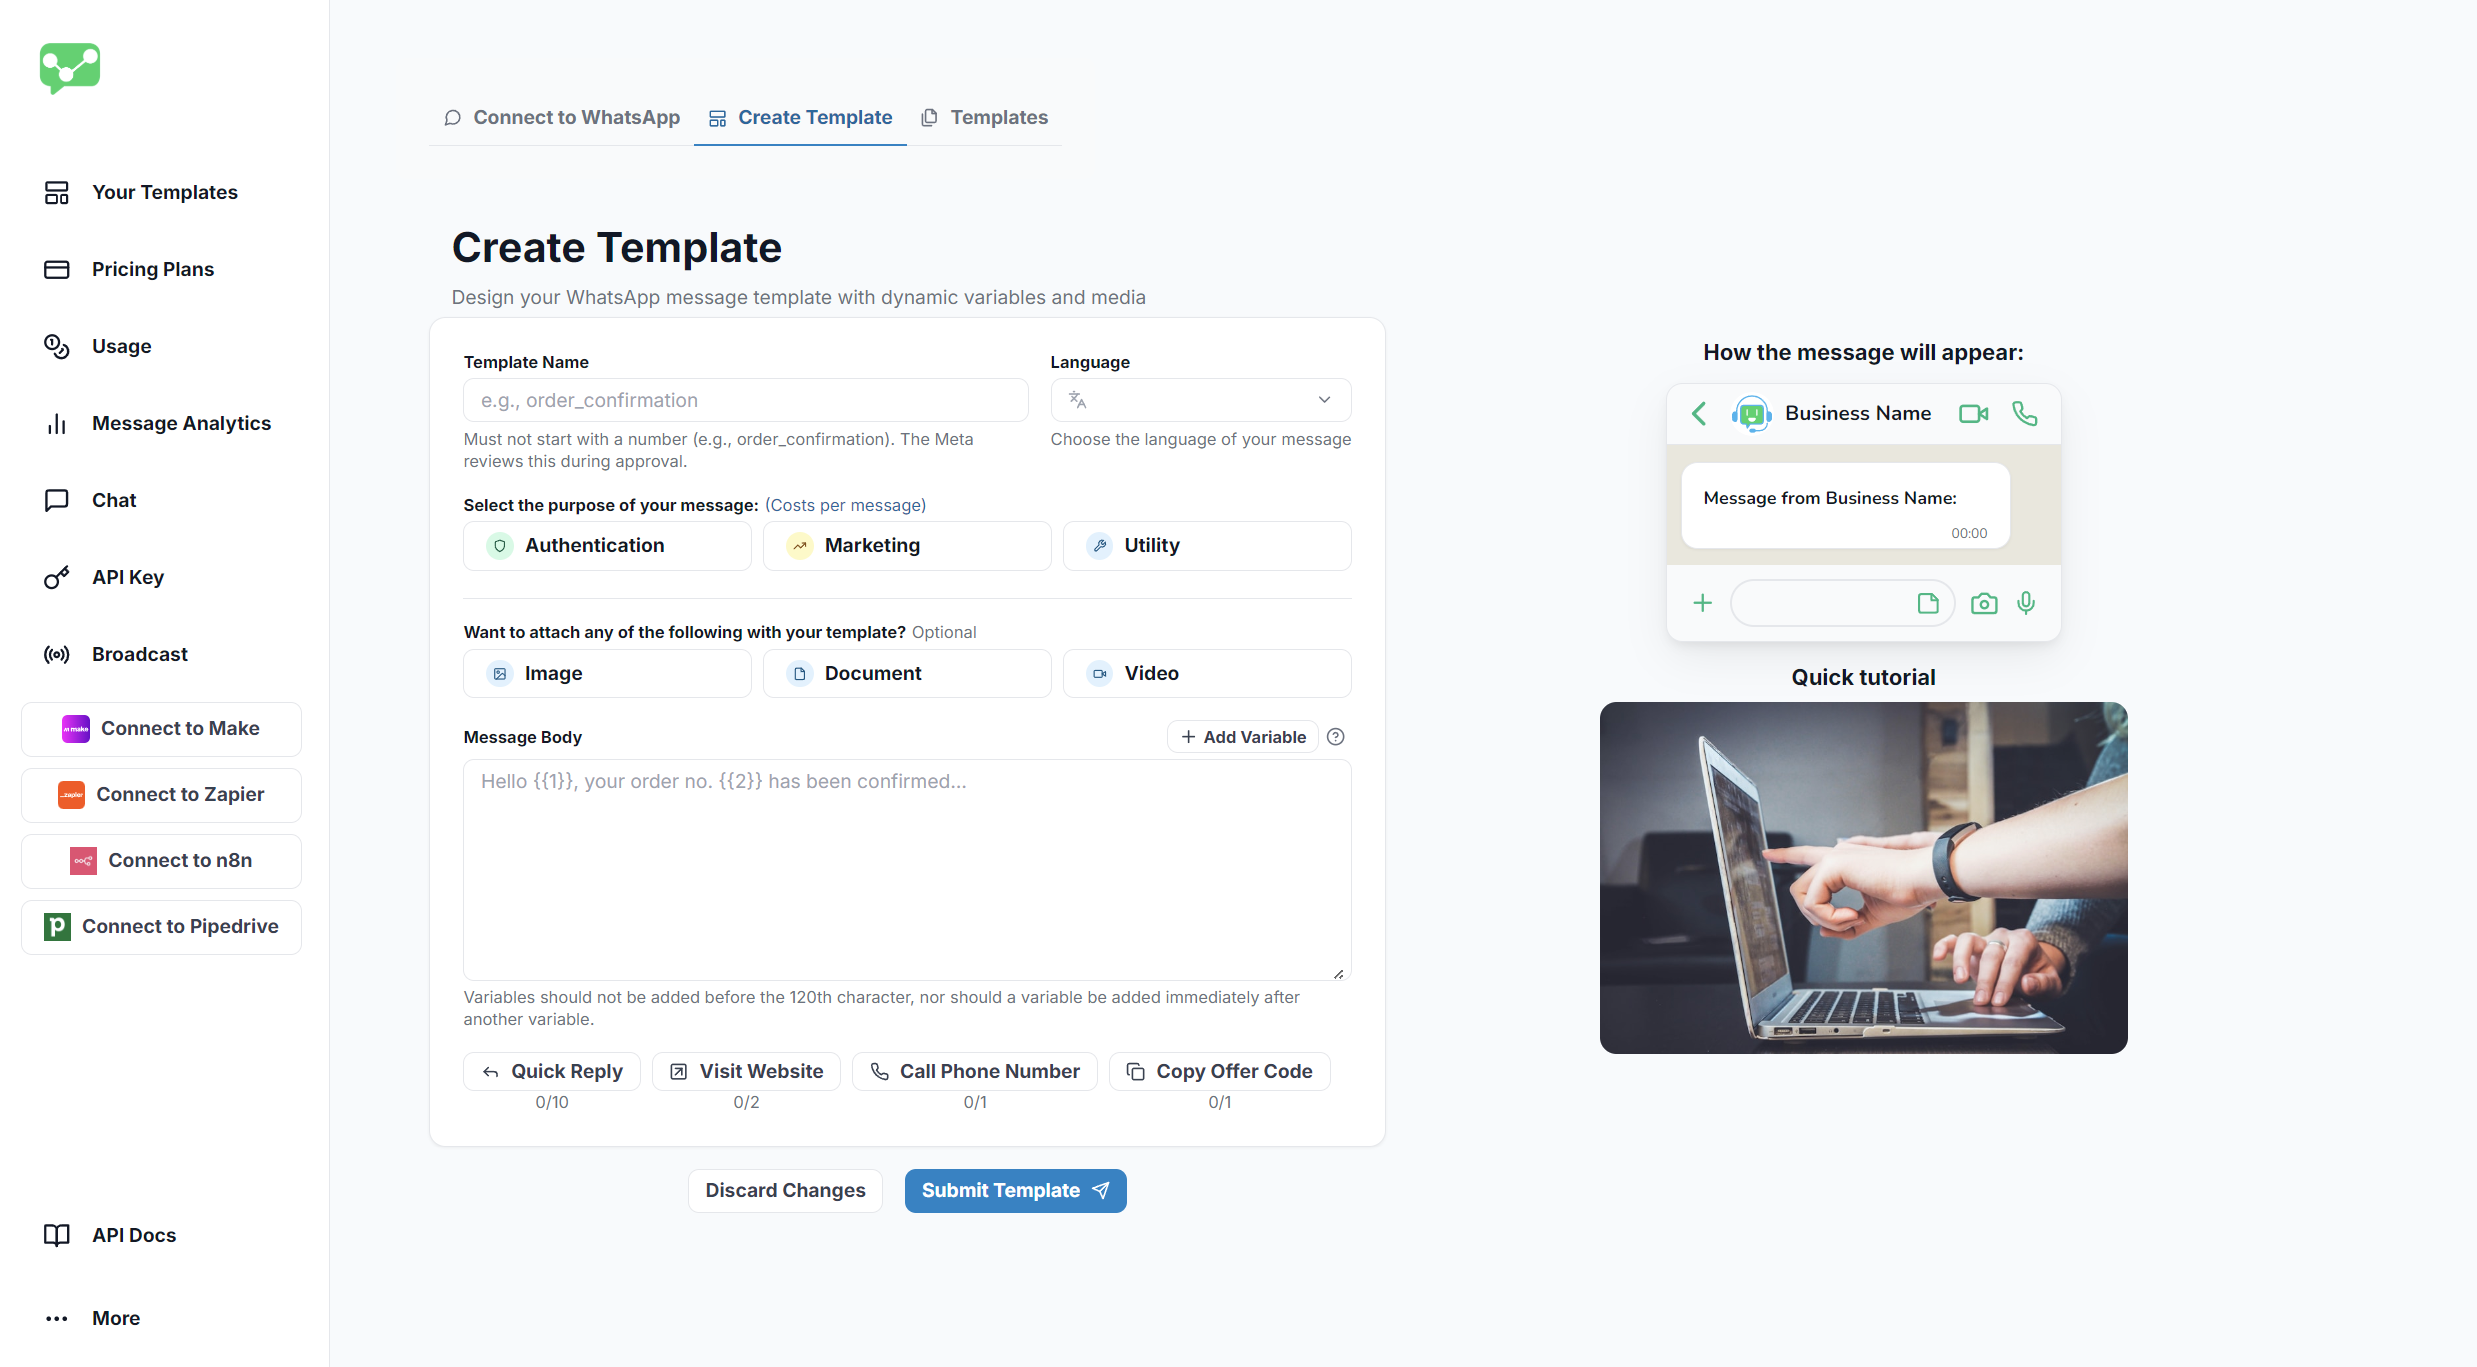 Your Templates
Pricing Plans
Usage
Message Analytics
Chat
API Key
Broadcast
make
Connect to Make
zapier
Connect to Zapier
Connect to n8n
p
Connect to Pipedrive
API Docs
More
Connect to WhatsApp
Create Template
Templates
Create Template
Design your WhatsApp message template with dynamic variables and media
Template Name
Language
e.g., order_confirmation
Must not start with a number (e.g., order_confirmation). The Meta
reviews this during approval.
Choose the language of your message
Select the purpose of your message: (Costs per message)
Authentication
Marketing
Utility
Want to attach any of the following with your template? Optional
Image
Document
Video
Message Body
Add Variable
Hello {{1}}, your order no. {{2}} has been confirmed...
Variables should not be added before the 120th character, nor should a variable be added immediately after
another variable.
Quick Reply
Visit Website
Call Phone Number
Copy Offer Code
0/10
0/2
0/1
0/1
Discard Changes
Submit Template
How the message will appear:
Business Name
Message from Business Name:
00:00
Quick tutorial